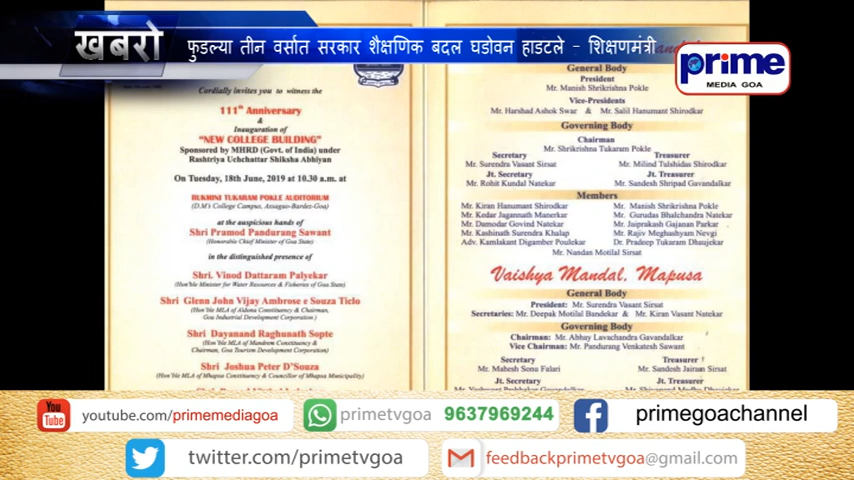 खबरो
फुडल्या तीन वर्सात सरकार शैक्षणिक बदल घडोवन हाडटले - शिक्षणमंत्री
prime
MEDIA GOA
Cordially invites you to witness the
111th Anniversary
&
Inauguration of
"NEW COLLEGE BUILDING"
Sponsored by MHRD (Govt. of India) under
Rashtriya Uchchattar Shiksha Abhiyan
On Tuesday, 18th June, 2019 at 10.30 a.m. at
RUKMINI TUKARAM POKLE AUDITORIUM
(D.M's College Campus, Assagao-Bardez-Goa)
at the auspicious hands of
Shri Pramod Pandurang Sawant
(Honorable Chief Minister of Goa State)
in the distinguished presence of
Shri. Vinod Dattaram Palyekar
(Hon'ble Minister for Water Resources & Fisheries of Goa State)
Shri Glenn John Vijay Ambrose e Souza Ticlo
(Hon'ble MLA of Aldona Constituency & Chairman,
Goa Industrial Development Corporation)
Shri Dayanand Raghunath Sopte
(Hon'ble MLA of Mandrem Constituency &
Chairman, Goa Tourism Development Corporation)
Shri Joshua Peter D'Souza
(Hon'ble MLA of Mhapsa Constituency & Councillor of Mhapsa Municipality)
General Body
President
Mr. Manish Shrikrishna Pokle
Vice-Presidents
Mr. Harshad Ashok Swar & Mr. Salil Hanumant Shirodkar
Governing Body
Chairman
Mr. Shrikrishna Tukaram Pokle
Secretary Treasurer
Mr. Surendra Vasant Sirsat Mr. Milind Tulshidas Shirodkar
Jt. Secretary Jt. Treasurer
Mr. Rohit Kundal Natekar Mr. Sandesh Shripad Gavandalkar
Members
Mr. Kiran Hanumant Shirodkar Mr. Manish Shrikrishna Pokle
Mr. Kedar Jagannath Manerkar Mr. Gurudas Bhalchandra Natekar
Mr. Damodar Govind Natekar Mr. Jaiprakash Gajanan Parkar
Mr. Kashinath Surendra Khalap Mr. Rajiv Meghashyam Nevgi
Adv. Kamlakant Digamber Poulekar Dr. Pradeep Tukaram Dhaujekar
Mr. Nandan Motilal Sirsat
Vaishya Mandal, Mapusa
General Body
President: Mr. Surendra Vasant Sirsat
Secretaries: Mr. Deepak Motilal Bandekar & Mr. Kiran Vasant Natekar
Governing Body
Chairman: Mr. Abhay Lavachandra Gavandalkar
Vice Chairman: Mr. Pandurang Venkatesh Sawant
Secretary Treasurer
Mr. Mahesh Sonu Falari Mr. Sandesh Jairam Sirsat
Jt. Secretary Jt. Treasurer
You Tube youtube.com/primemediagoa
primetvgoa 9637969244
primegoachannel
twitter.com/primetvgoa
feedbackprimetvgoa@gmail.com